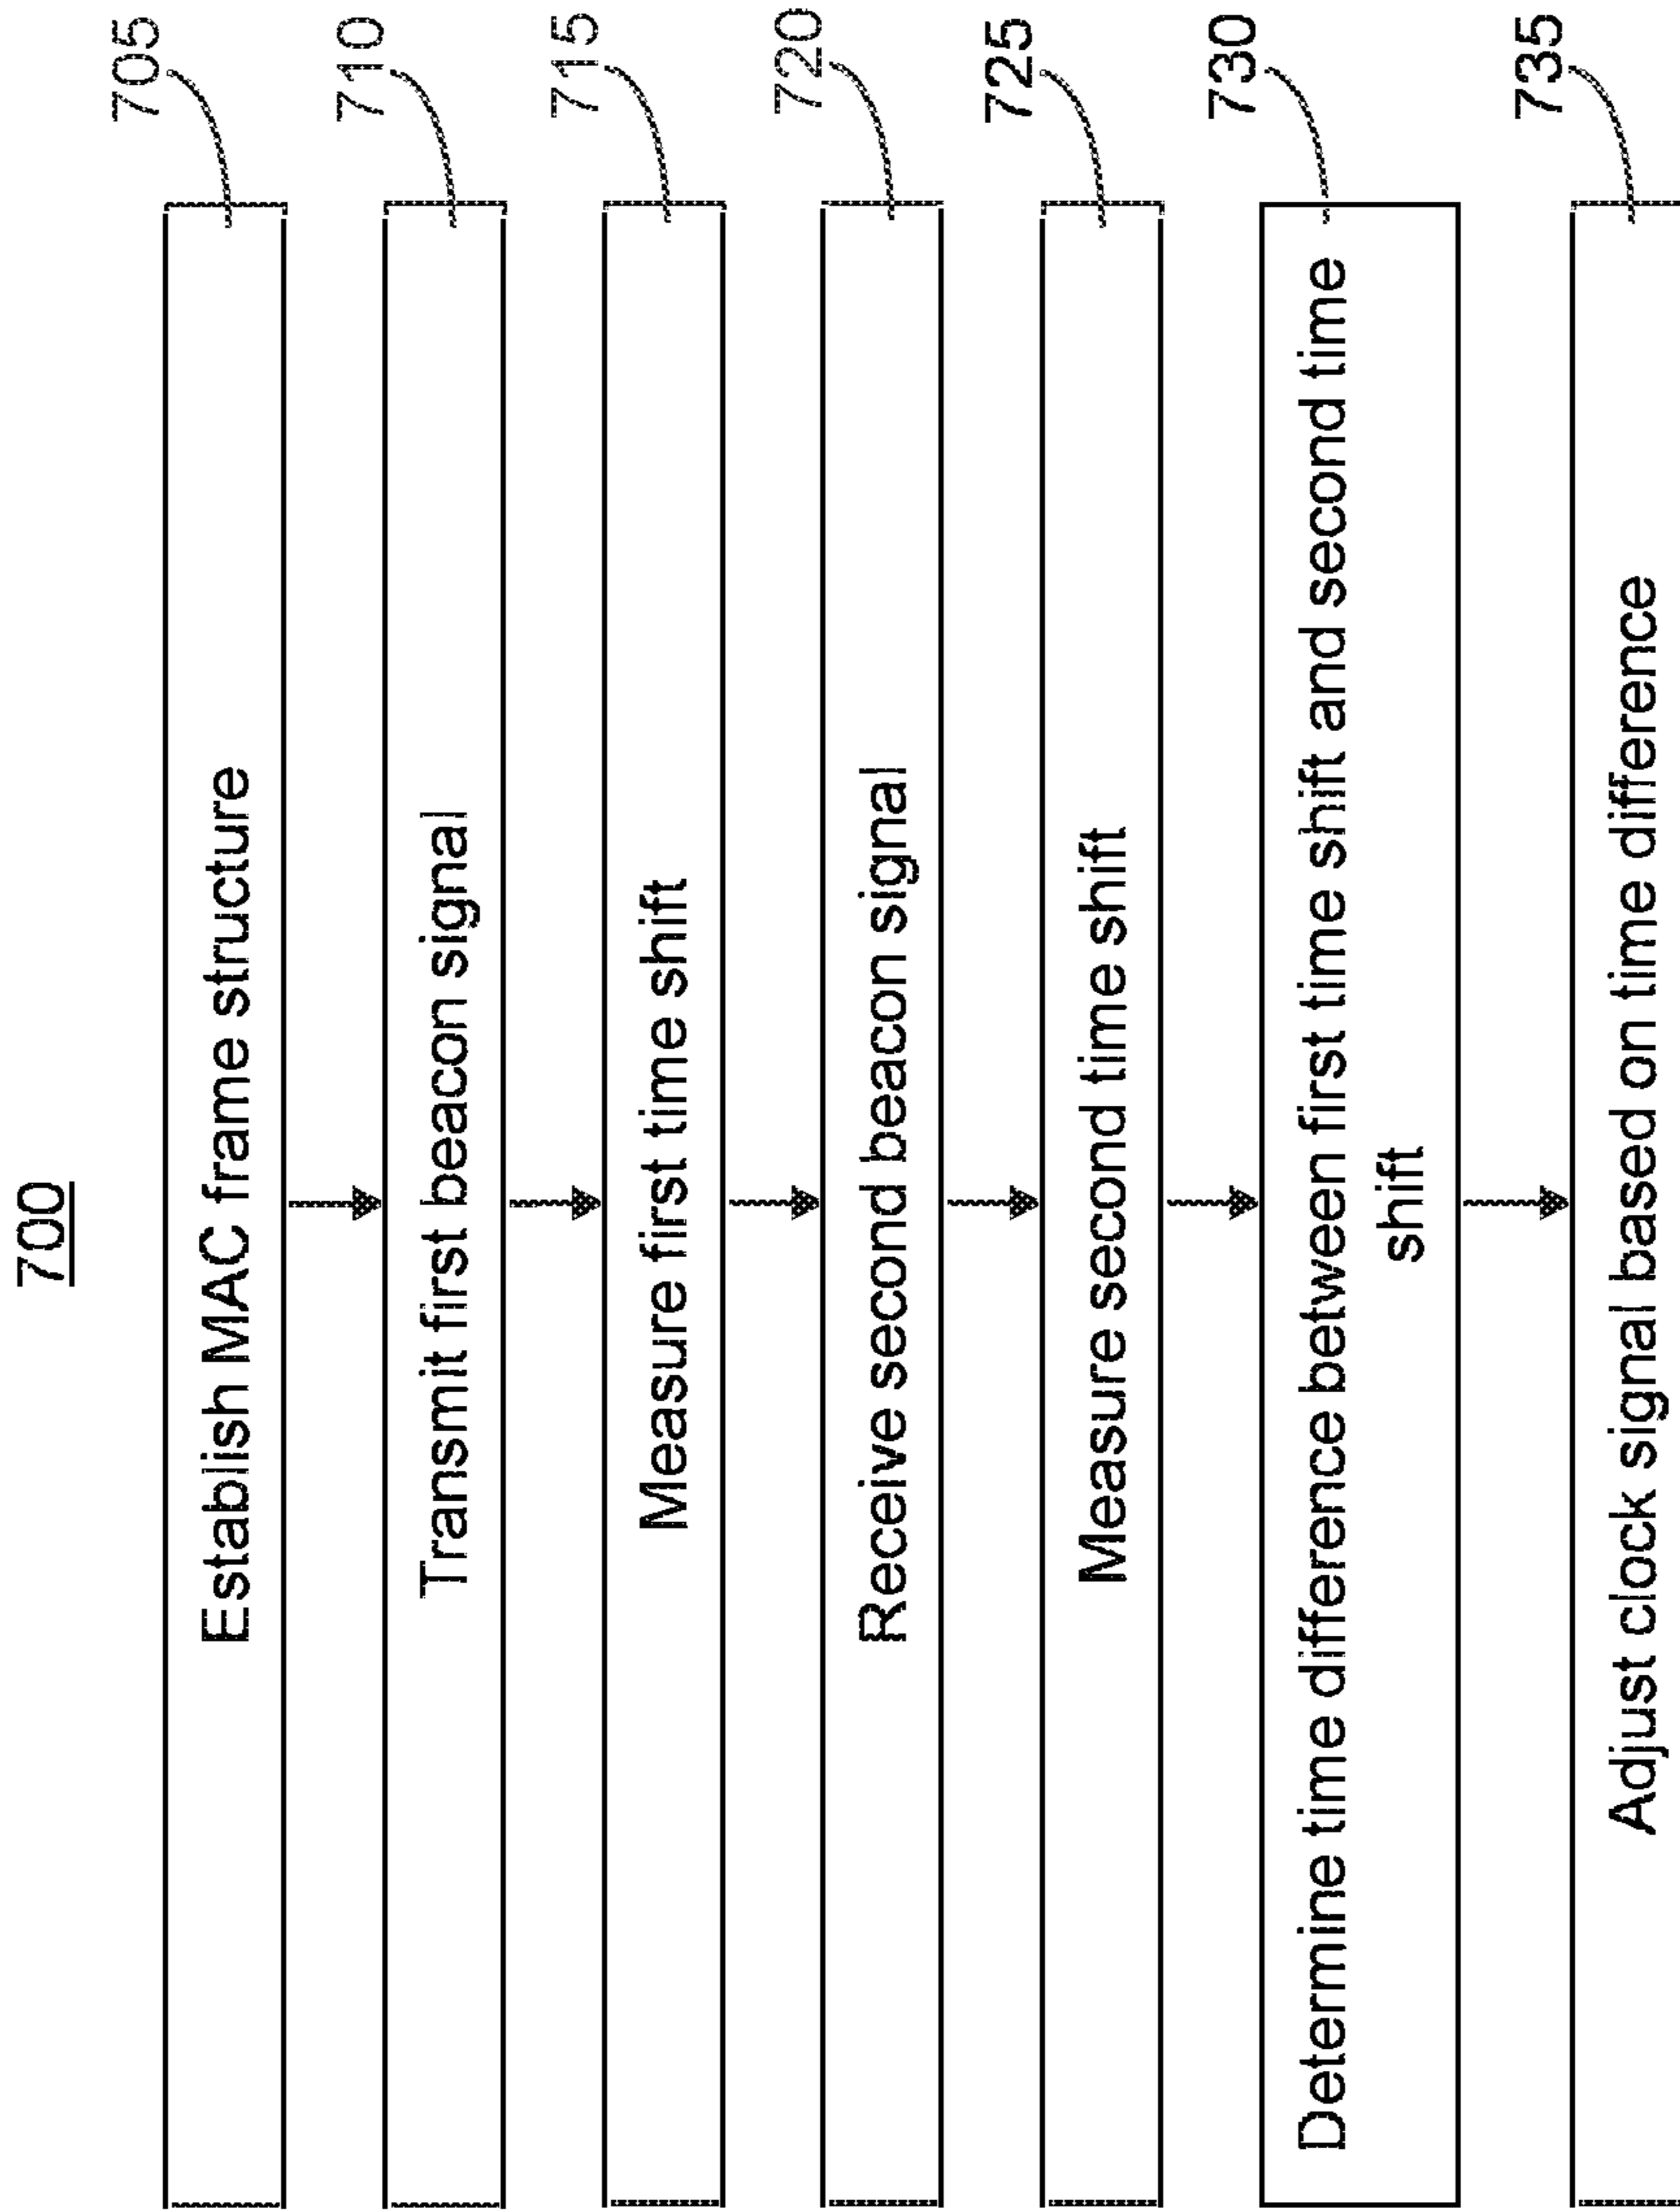 700
Establish MAC frame structure
705
Transmit first beacon signal
710
Measure first time shift
715
Receive second beacon signal
720
Measure second time shift
725
Determine time difference between first time shift and second time
shift
730
Adjust clock signal based on time difference
735